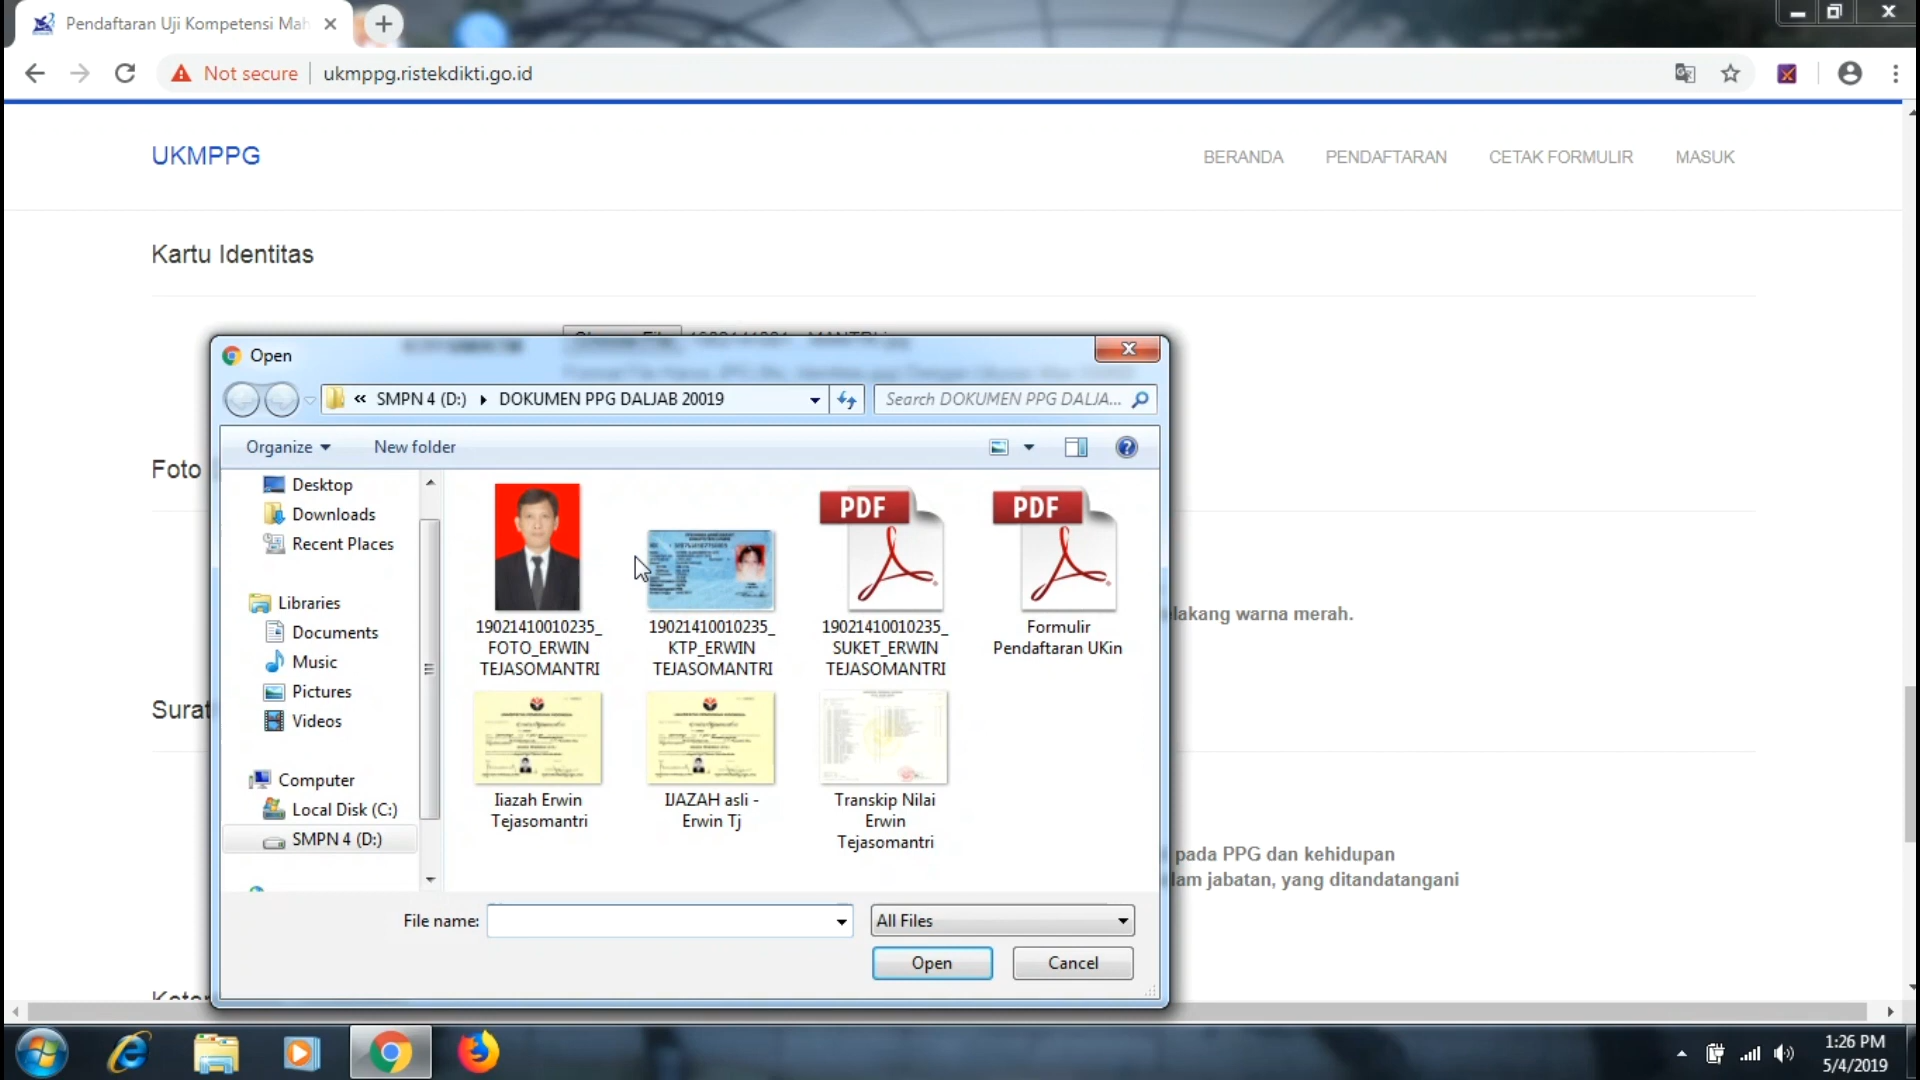 Pendaftaran Uji Kompetensi Mah
Not secure
ukmppg.ristekdikti.go.id
UKMPPG
BERANDA
PENDAFTARAN
CETAK FORMULIR
MASUK
Kartu Identitas
Open
« SMPN 4 (D:) DOKUMEN PPG DALJAB 20019
Search DOKUMEN PPG DALJA...
Organize
New folder
Foto
Desktop
Downloads
Recent Places
Libraries
Documents
Music
Pictures
Videos
Computer
Local Disk (C:)
SMPN 4 (D:)
PDF
PDF
19021410010235_
FOTO_ERWIN
TEJASOMANTRI
19021410010235_
KTP_ERWIN
TEJASOMANTRI
19021410010235_
SUKET_ERWIN
TEJASOMANTRI
Formulir
Pendaftaran UKin
lakang warna merah.
Surat
Iiazah Erwin
Tejasomantri
IJAZAH asli -
Erwin Tj
Transkip Nilai
Erwin
Tejasomantri
pada PPG dan kehidupan
lam jabatan, yang ditandatangani
File name:
All Files
Open
Cancel
1:26 PM
5/4/2019